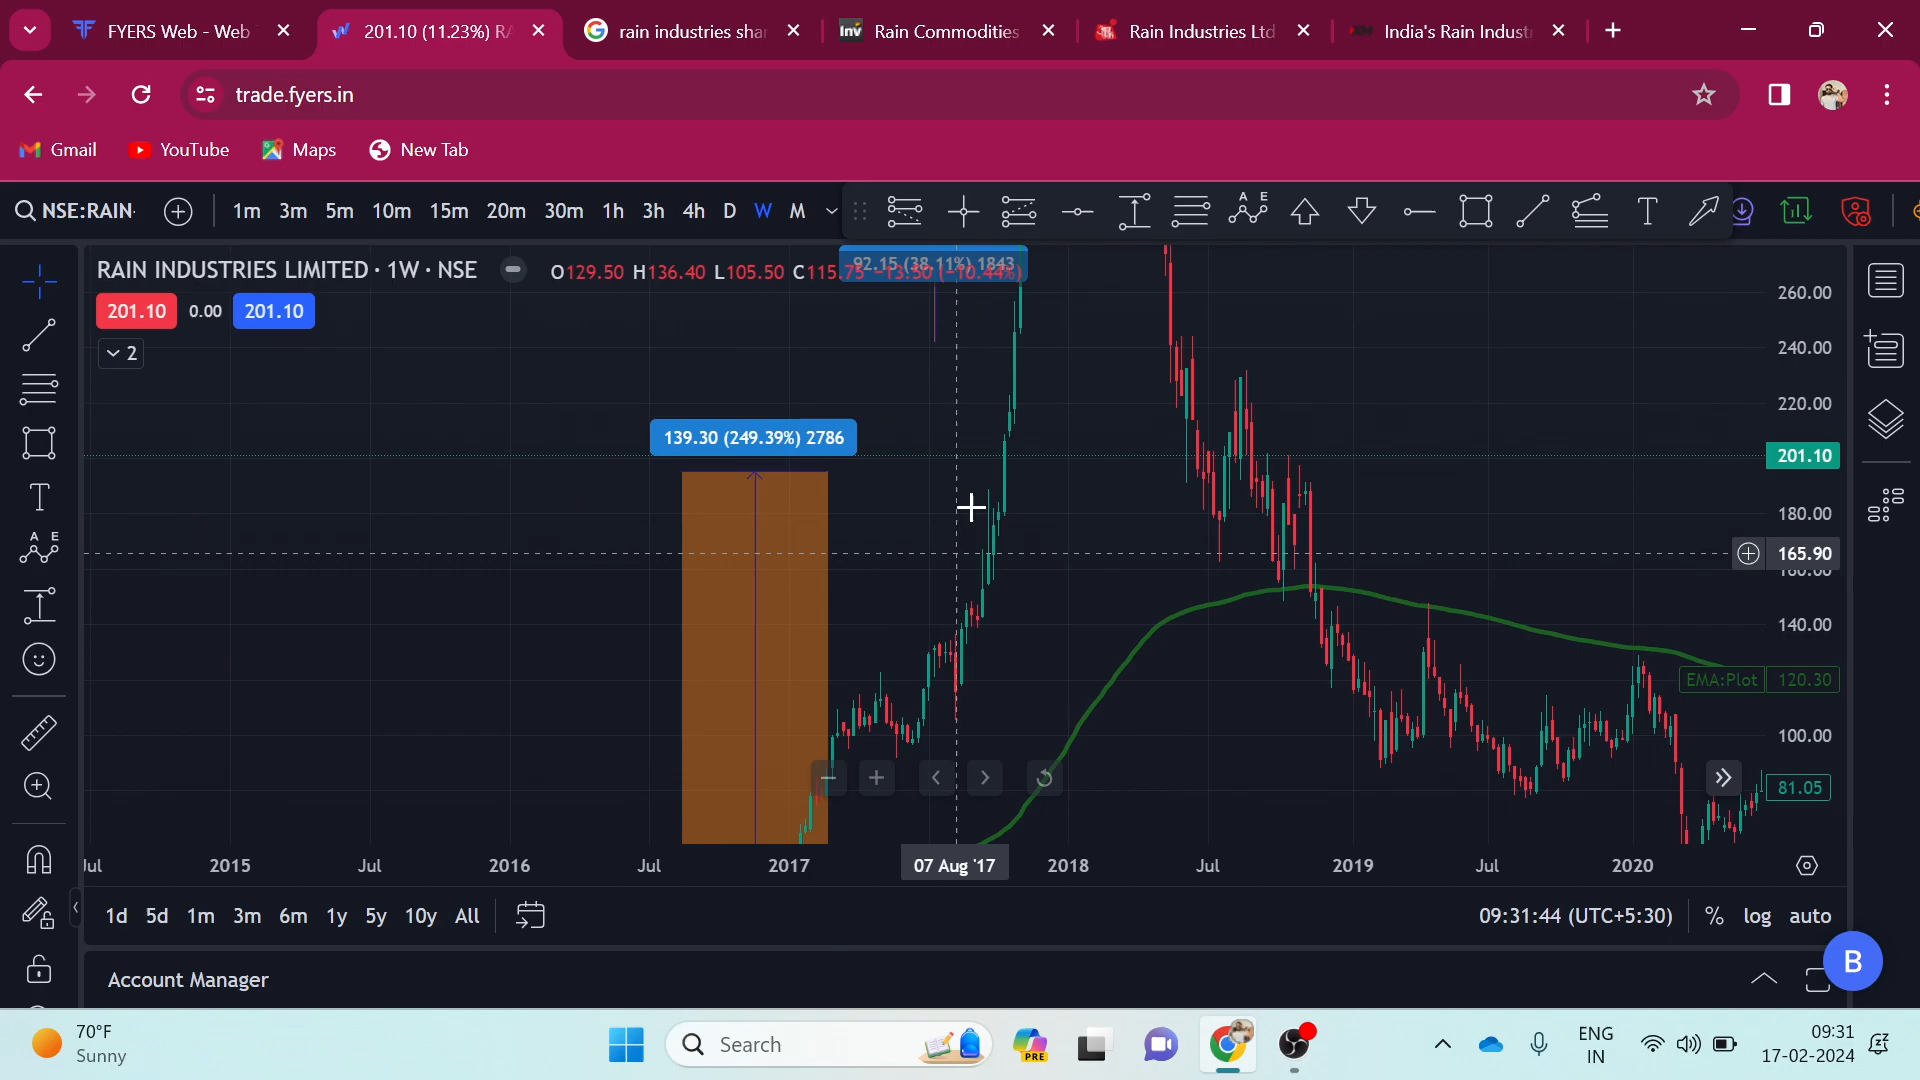 FYERS Web - Web
201.10 (11.23%) RA
rain industries shar
Inv Rain Commodities
Rain Industries Ltd
India's Rain Industr
trade.fyers.in
Gmail YouTube Maps New Tab
NSE:RAIN 1m 3m 5m 10m 15m 20m 30m 1h 3h 4h D W M
A E T
RAIN INDUSTRIES LIMITED · 1W · NSE O129.50 H136.40 L105.50 C115.75 −13.50 (−10.44%)
92.15 (38.11%) 1843
201.10 0.00 201.10
2
139.30 (249.39%) 2786
260.00
240.00
220.00
201.10
180.00
165.90
160.00
140.00
EMA:Plot 120.30
100.00
81.05
T
A E
Jul 2015 Jul 2016 Jul 2017 07 Aug '17 2018 Jul 2019 Jul 2020
1d 5d 1m 3m 6m 1y 5y 10y All 09:31:44 (UTC+5:30) % log auto
Account Manager
B
70°F
Sunny
Search
PRE
ENG
IN
09:31
17-02-2024